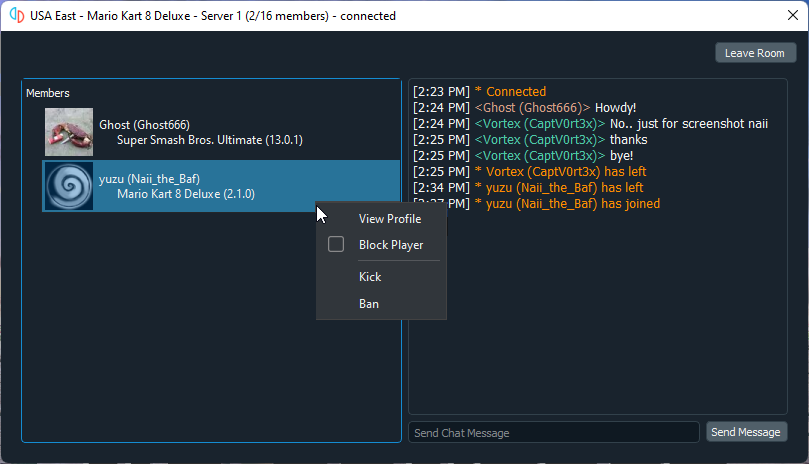 USA East - Mario Kart 8 Deluxe - Server 1 (2/16 members) - connected
Leave Room
Members
Ghost (Ghost666)
Super Smash Bros. Ultimate (13.0.1)
yuzu (Naii_the_Baf)
Mario Kart 8 Deluxe (2.1.0)
View Profile
Block Player
Kick
Ban
[2:23 PM] * Connected
[2:24 PM] <Ghost (Ghost666)> Howdy!
[2:24 PM] <Vortex (CaptV0rt3x)> No.. just for screenshot naii
[2:25 PM] <Vortex (CaptV0rt3x)> thanks
[2:25 PM] <Vortex (CaptV0rt3x)> bye!
[2:25 PM] * Vortex (CaptV0rt3x) has left
[2:34 PM] * yuzu (Naii_the_Baf) has left
PM] * yuzu (Naii_the_Baf) has joined
Send Chat Message
Send Message